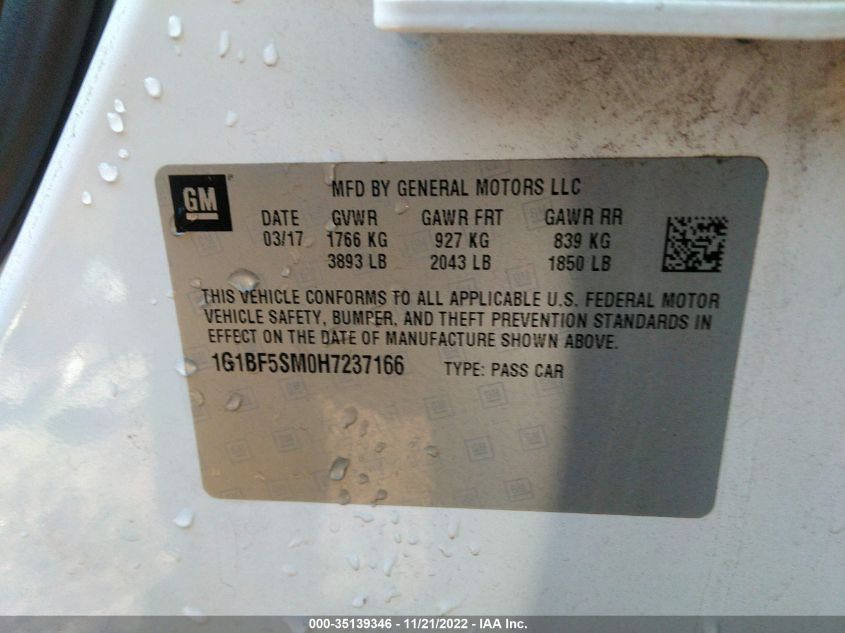 GM
MFD BY GENERAL MOTORS LLC
DATE GVWR GAWR FRT GAWR RR
03/17 1766 KG 927 KG 839 KG
3893 LB 2043 LB 1850 LB
THIS VEHICLE CONFORMS TO ALL APPLICABLE U.S. FEDERAL MOTOR
VEHICLE SAFETY, BUMPER, AND THEFT PREVENTION STANDARDS IN
EFFECT ON THE DATE OF MANUFACTURE SHOWN ABOVE.
1G1BF5SM0H7237166 TYPE: PASS CAR
000-35139346 - 11/21/2022 - IAA Inc.